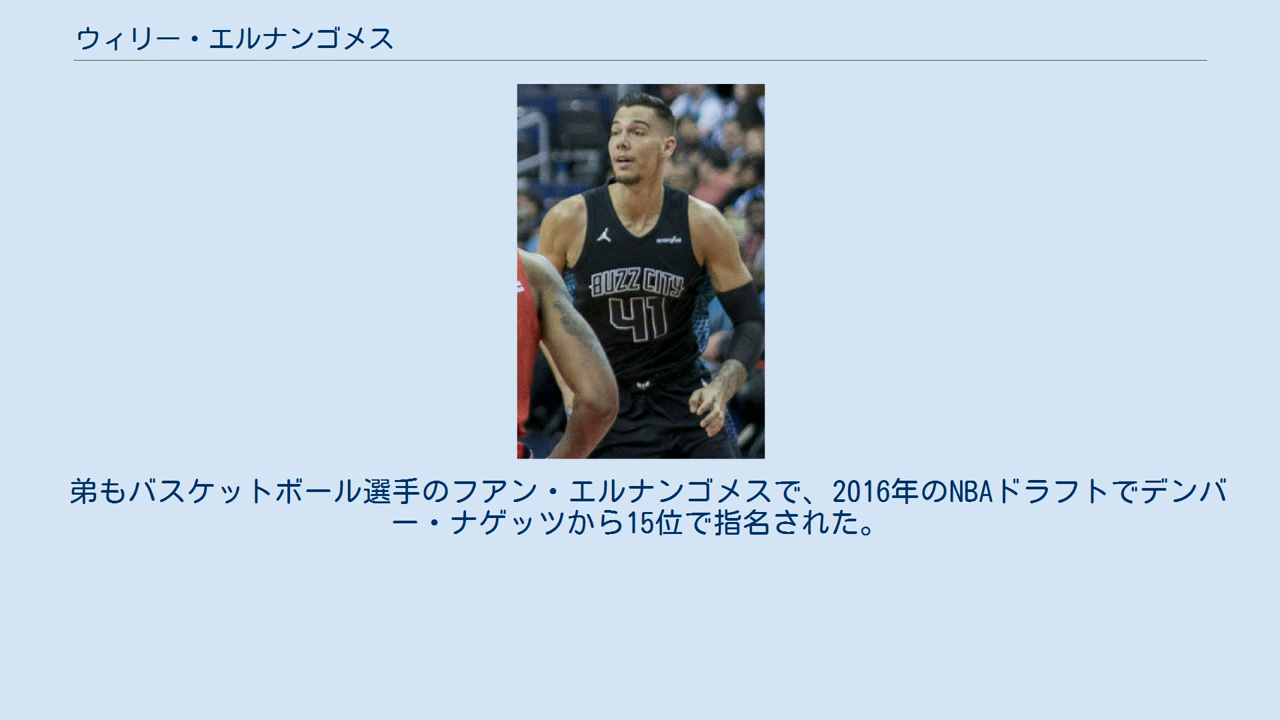 ウィリー・エルナンゴメス
BUZZ CITY
41
弟もバスケットボール選手のフアン・エルナンゴメスで、2016年のNBAドラフトでデンバ
ー・ナゲッツから15位で指名された。